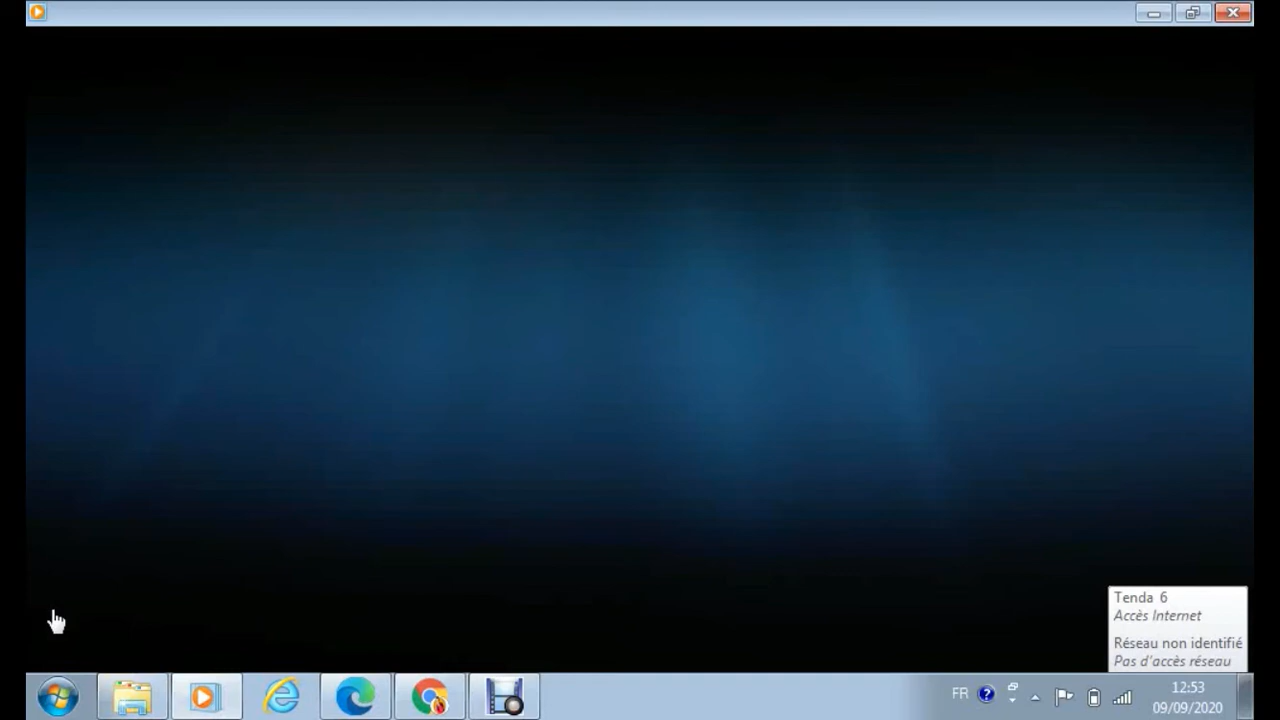 Tenda 6
Accès Internet
Réseau non identifié
Pas d'accès réseau
FR
12:53
09/09/2020